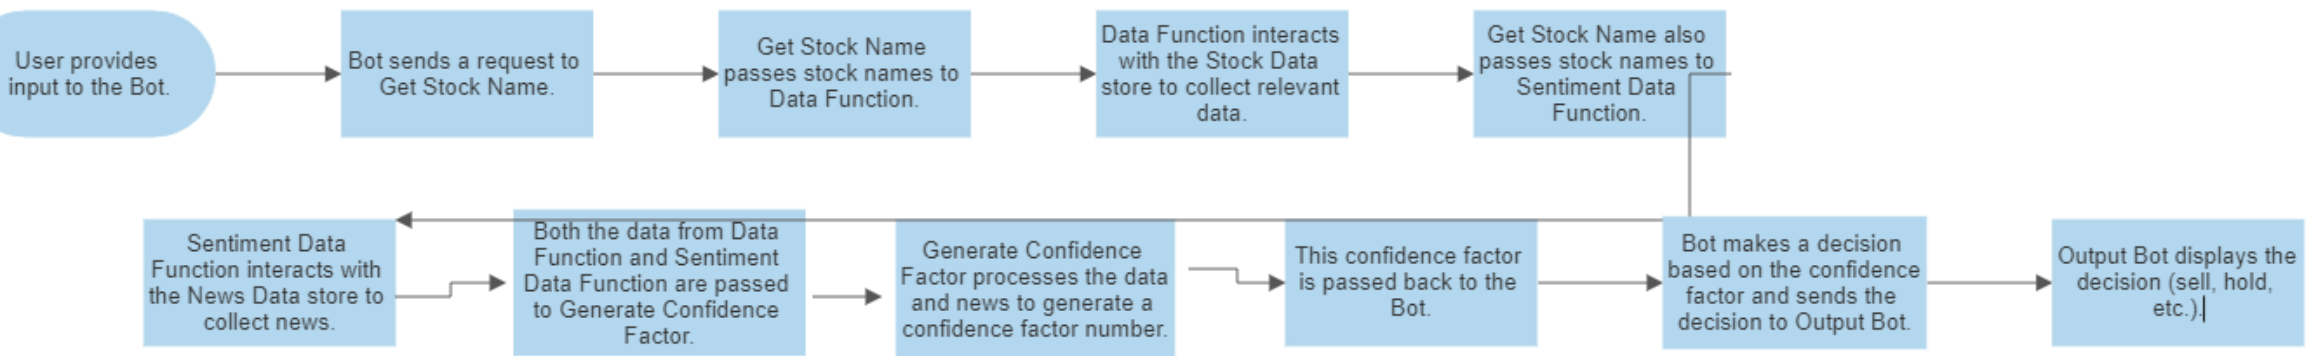 User provides
input to the Bot.
Bot sends a request to
Get Stock Name.
Get Stock Name
passes stock names to
Data Function.
Data Function interacts
with the Stock Data
store to collect relevant
data.
Get Stock Name also
passes stock names to
Sentiment Data
Function.
Sentiment Data
Function interacts with
the News Data store to
collect news.
Both the data from Data
Function and Sentiment
Data Function are passed
to Generate Confidence
Factor.
Generate Confidence
Factor processes the data
and news to generate a
confidence factor number.
This confidence factor
is passed back to the
Bot.
Bot makes a decision
based on the confidence
factor and sends the
decision to Output Bot.
Output Bot displays the
decision (sell, hold,
etc.).